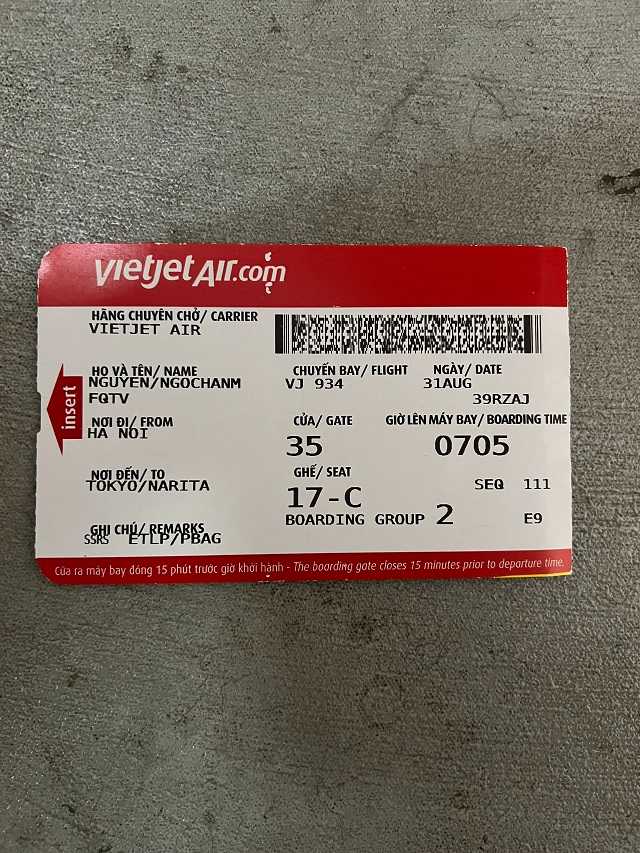 vietjetAir.com
HÃNG CHUYÊN CHỞ/ CARRIER
VIETJET AIR
HỌ VÀ TÊN/ NAME CHUYẾN BAY/ FLIGHT NGÀY/ DATE
NGUYEN/NGOCHANM VJ 934 31AUG
FQTV 39RZAJ
insert
NƠI ĐI/ FROM CỬA/ GATE GIỜ LÊN MÁY BAY/ BOARDING TIME
HA NOI 35 0705
NƠI ĐẾN/ TO GHẾ/ SEAT
TOKYO/NARITA 17-C SEQ 111
GHI CHÚ/ REMARKS BOARDING GROUP 2 E9
SSRS ETLP/PBAG
Cửa ra máy bay đóng 15 phút trước giờ khởi hành - The boarding gate closes 15 minutes prior to departure time.